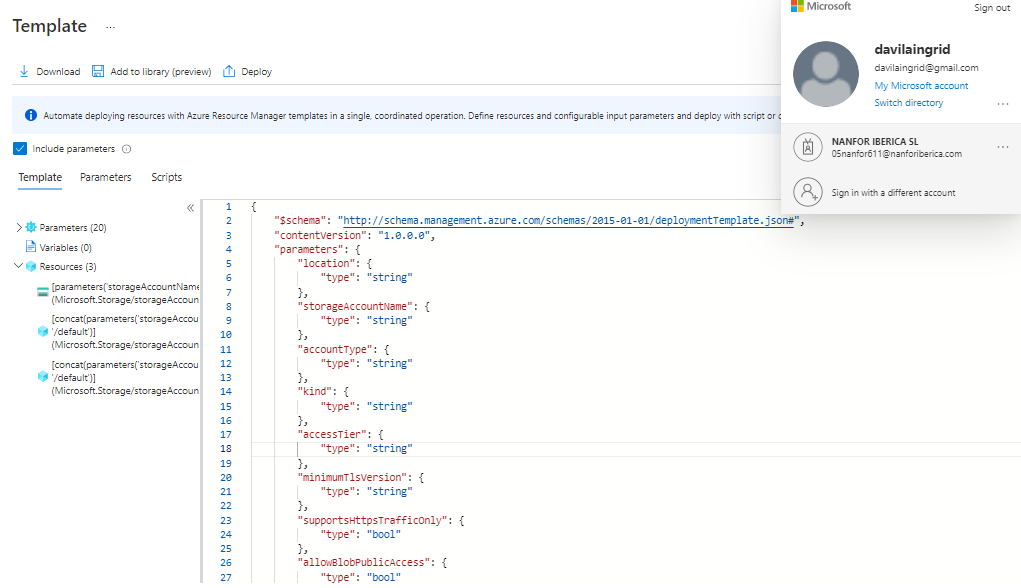 Template ...
Download Add to library (preview) Deploy
Automate deploying resources with Azure Resource Manager templates in a single, coordinated operation. Define resources and configurable input parameters and deploy with script or
Include parameters
Template Parameters Scripts
«
Parameters (20)
Variables (0)
Resources (3)
[parameters('storageAccountName
(Microsoft.Storage/storageAccoun
[concat(parameters('storageAccou
'/default')]
(Microsoft.Storage/storageAccoun
[concat(parameters('storageAccou
'/default')]
(Microsoft.Storage/storageAccoun
1 {
2 "$schema": "http://schema.management.azure.com/schemas/2015-01-01/deploymentTemplate.json#",
3 "contentVersion": "1.0.0.0",
4 "parameters": {
5 "location": {
6 "type": "string"
7 },
8 "storageAccountName": {
9 "type": "string"
10 },
11 "accountType": {
12 "type": "string"
13 },
14 "kind": {
15 "type": "string"
16 },
17 "accessTier": {
18 "type": "string"
19 },
20 "minimumTlsVersion": {
21 "type": "string"
22 },
23 "supportsHttpsTrafficOnly": {
24 "type": "bool"
25 },
26 "allowBlobPublicAccess": {
27 "type": "bool"
Microsoft Sign out
davilaingrid
davilaingrid@gmail.com
My Microsoft account
Switch directory ...
NANFOR IBERICA SL ...
05nanfor611@nanforiberica.com
Sign in with a different account